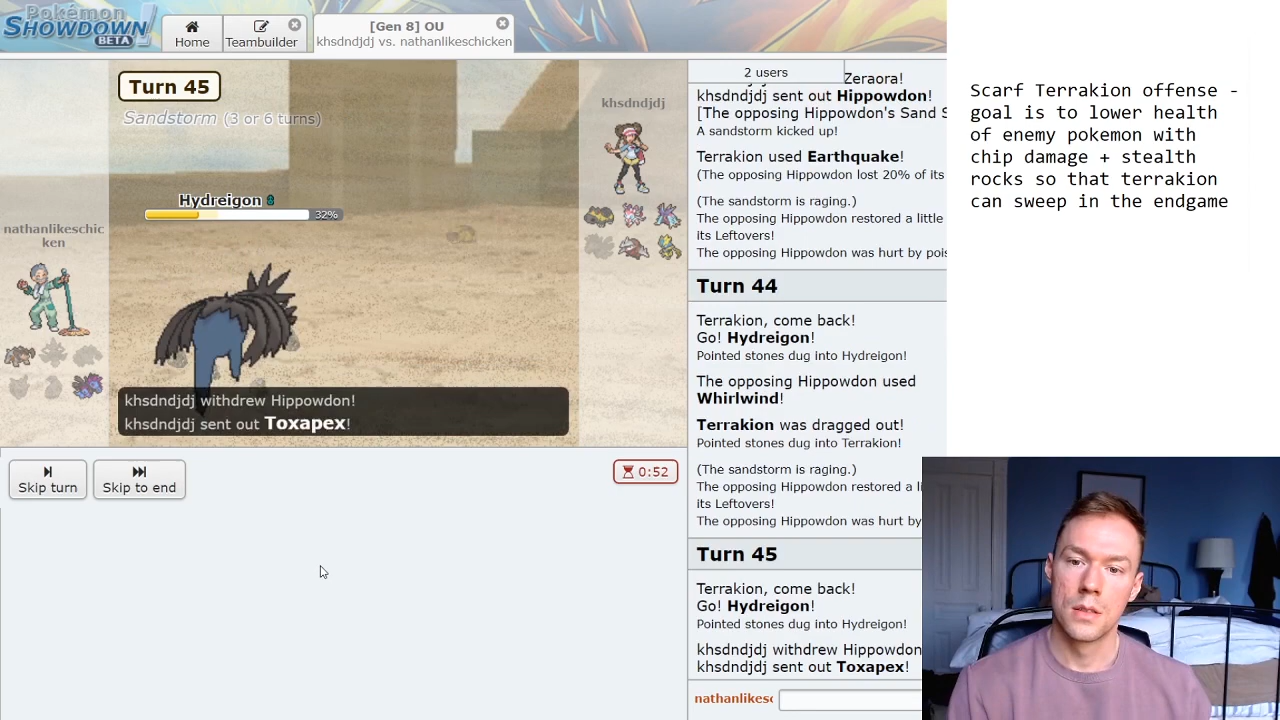 Pokémon
SHOWDOWN!
BETA
Home
Teambuilder
[Gen 8] OU
khsdndjdj vs. nathanlikeschicken
Turn 45
Sandstorm (3 or 6 turns)
Hydreigon
32%
nathanlikeschic
ken
khsdndjdj
khsdndjdj withdrew Hippowdon!
khsdndjdj sent out Toxapex!
Skip turn
Skip to end
0:52
2 users
Zeraora!
khsdndjdj sent out Hippowdon!
[The opposing Hippowdon's Sand S
A sandstorm kicked up!
Terrakion used Earthquake!
(The opposing Hippowdon lost 20% of its
(The sandstorm is raging.)
The opposing Hippowdon restored a little
its Leftovers!
The opposing Hippowdon was hurt by pois
Turn 44
Terrakion, come back!
Go! Hydreigon!
Pointed stones dug into Hydreigon!
The opposing Hippowdon used
Whirlwind!
Terrakion was dragged out!
Pointed stones dug into Terrakion!
(The sandstorm is raging.)
The opposing Hippowdon restored a li
its Leftovers!
The opposing Hippowdon was hurt by
Turn 45
Terrakion, come back!
Go! Hydreigon!
Pointed stones dug into Hydreigon!
khsdndjdj withdrew Hippowdon
khsdndjdj sent out Toxapex!
nathanlikesc
Scarf Terrakion offense -
goal is to lower health
of enemy pokemon with
chip damage + stealth
rocks so that terrakion
can sweep in the endgame